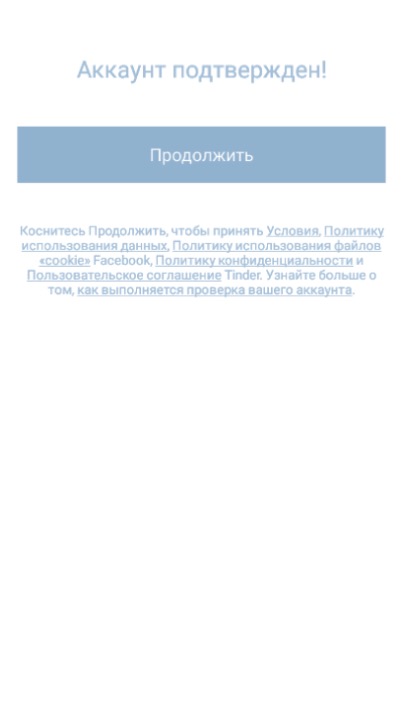 Аккаунт подтвержден!
Продолжить
Коснитесь Продолжить, чтобы принять Условия, Политику
использования данных, Политику использования файлов
«cookie» Facebook, Политику конфиденциальности и
Пользовательское соглашение Tinder. Узнайте больше о
том, как выполняется проверка вашего аккаунта.